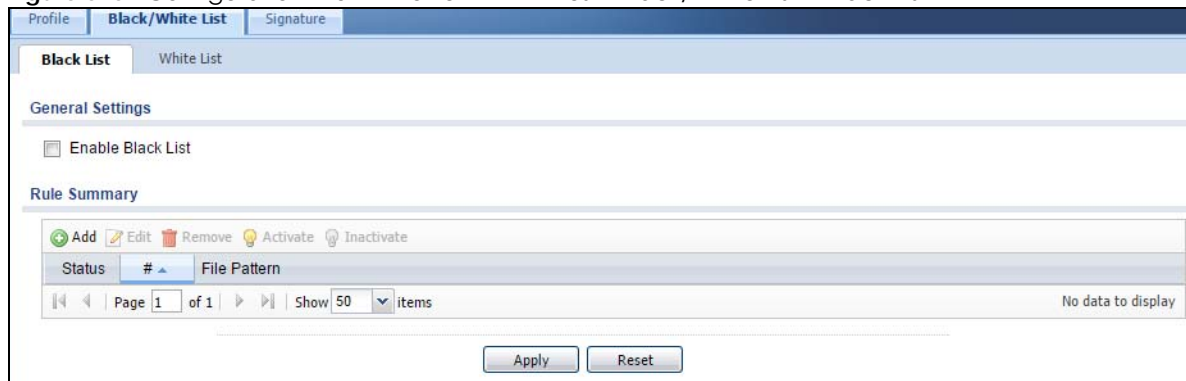 Profile Black/White List Signature
Black List White List
General Settings
Enable Black List
Rule Summary
Add Edit Remove Activate Inactivate
Status # File Pattern
Page 1 of 1 Show 50 items No data to display
Apply Reset